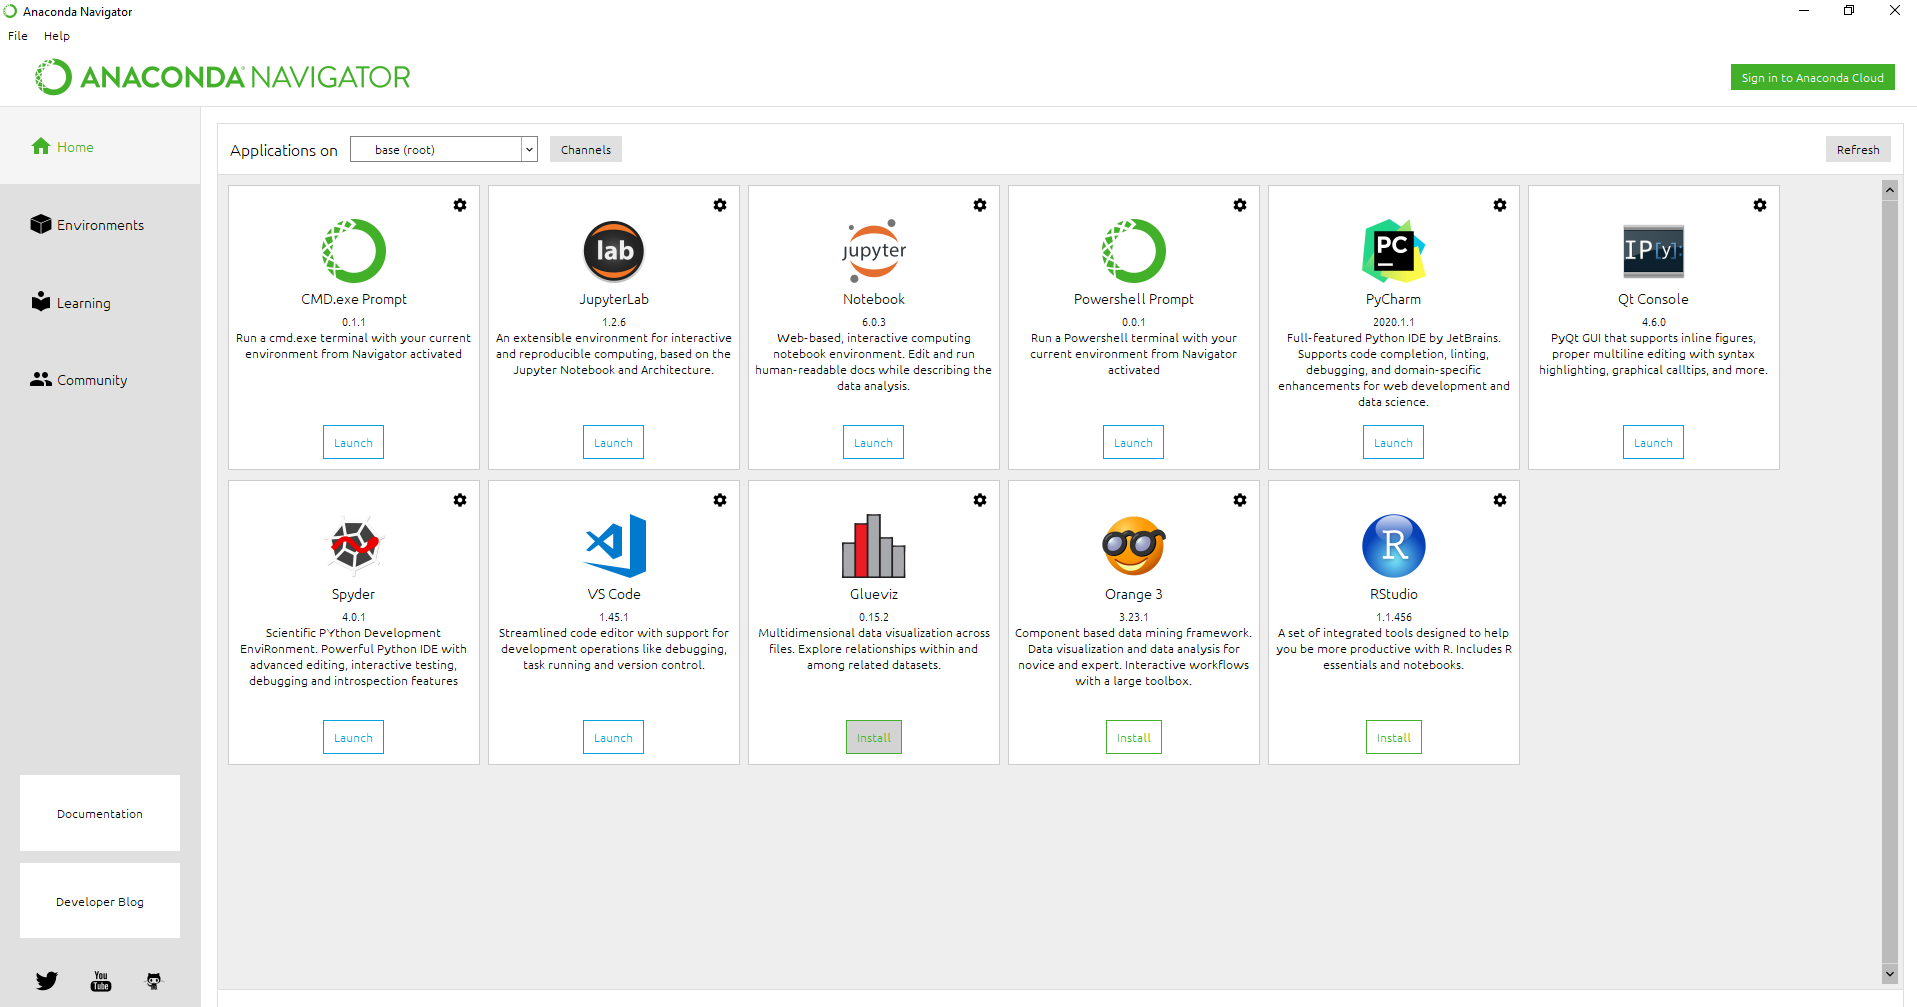 Anaconda Navigator
File Help
ANACONDA NAVIGATOR
Sign in to Anaconda Cloud
Home
Environments
Learning
Community
Documentation
Developer Blog
You
Tube
Applications on
base (root)
Channels
Refresh
CMD.exe Prompt
0.1.1
Run a cmd.exe terminal with your current
environment from Navigator activated
Launch
lab
JupyterLab
1.2.6
An extensible environment for interactive
and reproducible computing, based on the
Jupyter Notebook and Architecture.
Launch
jupyter
Notebook
6.0.3
Web-based, interactive computing
notebook environment. Edit and run
human-readable docs while describing the
data analysis.
Launch
Powershell Prompt
0.0.1
Run a Powershell terminal with your
current environment from Navigator
activated
Launch
PC
PyCharm
2020.1.1
Full-featured Python IDE by JetBrains.
Supports code completion, linting,
debugging, and domain-specific
enhancements for web development and
data science.
Launch
IP[y]:
Qt Console
4.6.0
PyQt GUI that supports inline figures,
proper multiline editing with syntax
highlighting, graphical calltips, and more.
Launch
Spyder
4.0.1
Scientific PYthon Development
EnviRonment. Powerful Python IDE with
advanced editing, interactive testing,
debugging and introspection features
Launch
VS Code
1.45.1
Streamlined code editor with support for
development operations like debugging,
task running and version control.
Launch
Glueviz
0.15.2
Multidimensional data visualization across
files. Explore relationships within and
among related datasets.
Install
Orange 3
3.23.1
Component based data mining framework.
Data visualization and data analysis for
novice and expert. Interactive workflows
with a large toolbox.
Install
R
RStudio
1.1.456
A set of integrated tools designed to help
you be more productive with R. Includes R
essentials and notebooks.
Install